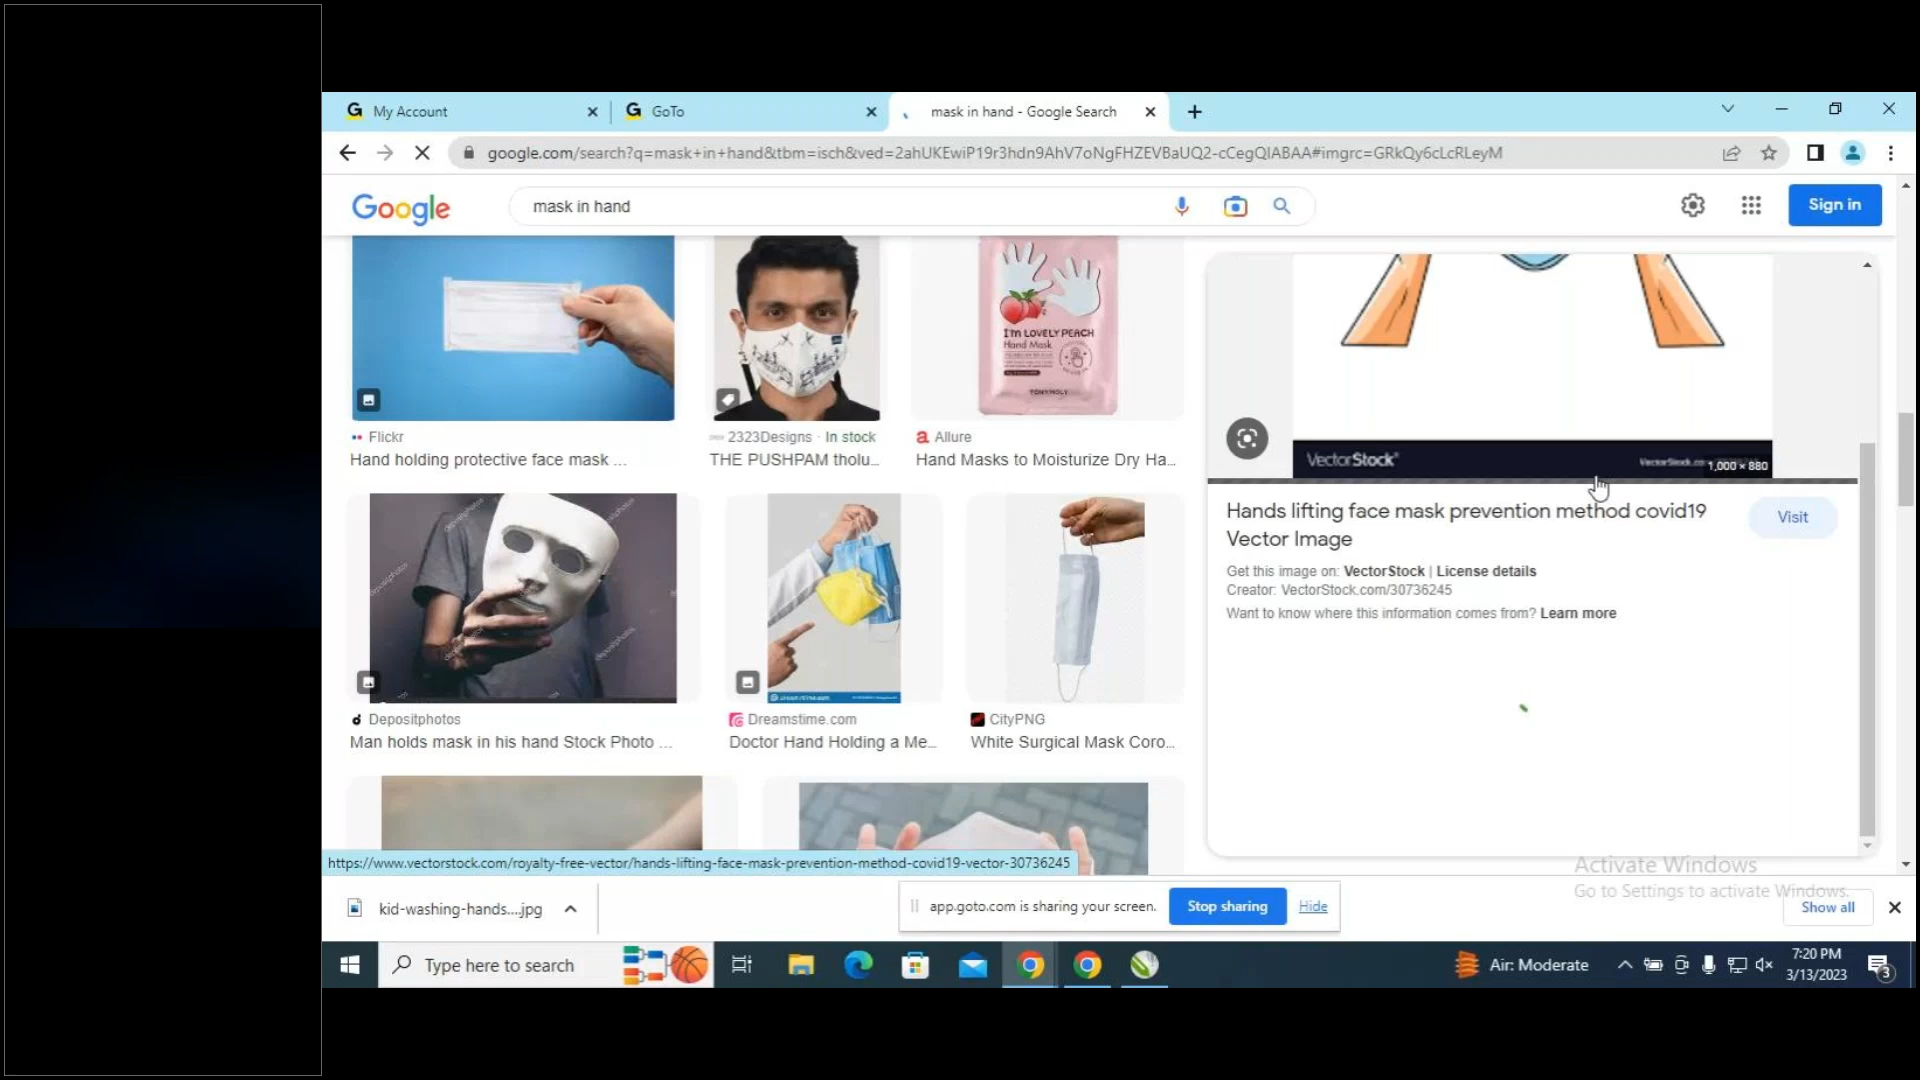 My Account
GoTo
mask in hand - Google Search
google.com/search?q=mask+in+hand&tbm=isch&ved=2ahUKEwiP19r3hdn9AhV7oNgFHZEVBaUQ2-cCegQIABAA#imgrc=GRkQy6cLcRLeyM
Google
mask in hand
Sign in
I'm LOVELY PEACH
Hand Mask
TONYMOLY
Flickr
Hand holding protective face mask ...
2323Designs · In stock
THE PUSHPAM tholu...
Allure
Hand Masks to Moisturize Dry Ha...
VectorStock®
1,000 × 880
Hands lifting face mask prevention method covid19
Vector Image
Visit
Get this image on: VectorStock | License details
Creator: VectorStock.com/30736245
Want to know where this information comes from? Learn more
depositphotos
depositphotos
depositphotos
Depositphotos
Man holds mask in his hand Stock Photo ...
Dreamstime.com
Doctor Hand Holding a Me...
CityPNG
White Surgical Mask Coro...
https://www.vectorstock.com/royalty-free-vector/hands-lifting-face-mask-prevention-method-covid19-vector-30736245
Activate Windows
Go to Settings to activate Windows.
kid-washing-hands....jpg
app.goto.com is sharing your screen.
Stop sharing
Hide
Show all
Type here to search
Air: Moderate
7:20 PM
3/13/2023
3